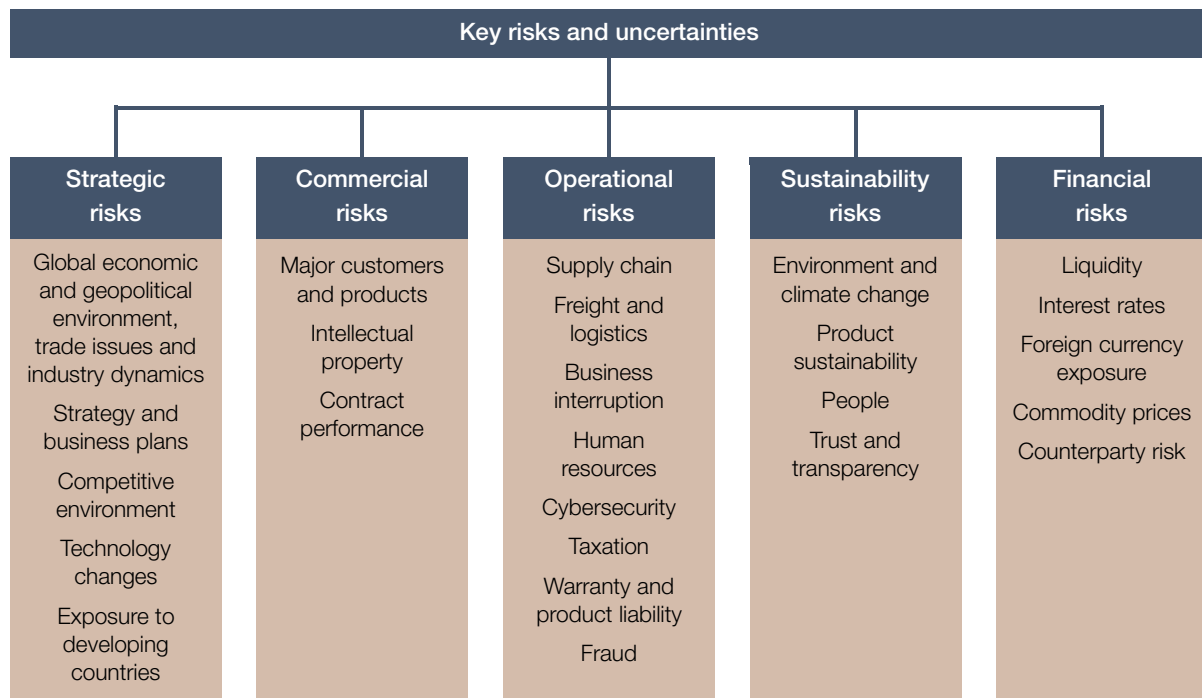 Key risks and uncertainties
Strategic
risks
Global economic
and geopolitical
environment,
trade issues and
industry dynamics
Strategy and
business plans
Competitive
environment
Technology
changes
Exposure to
developing
countries
Commercial
risks
Major customers
and products
Intellectual
property
Contract
performance
Operational
risks
Supply chain
Freight and
logistics
Business
interruption
Human
resources
Cybersecurity
Taxation
Warranty and
product liability
Fraud
Sustainability
risks
Environment and
climate change
Product
sustainability
People
Trust and
transparency
Financial
risks
Liquidity
Interest rates
Foreign currency
exposure
Commodity prices
Counterparty risk